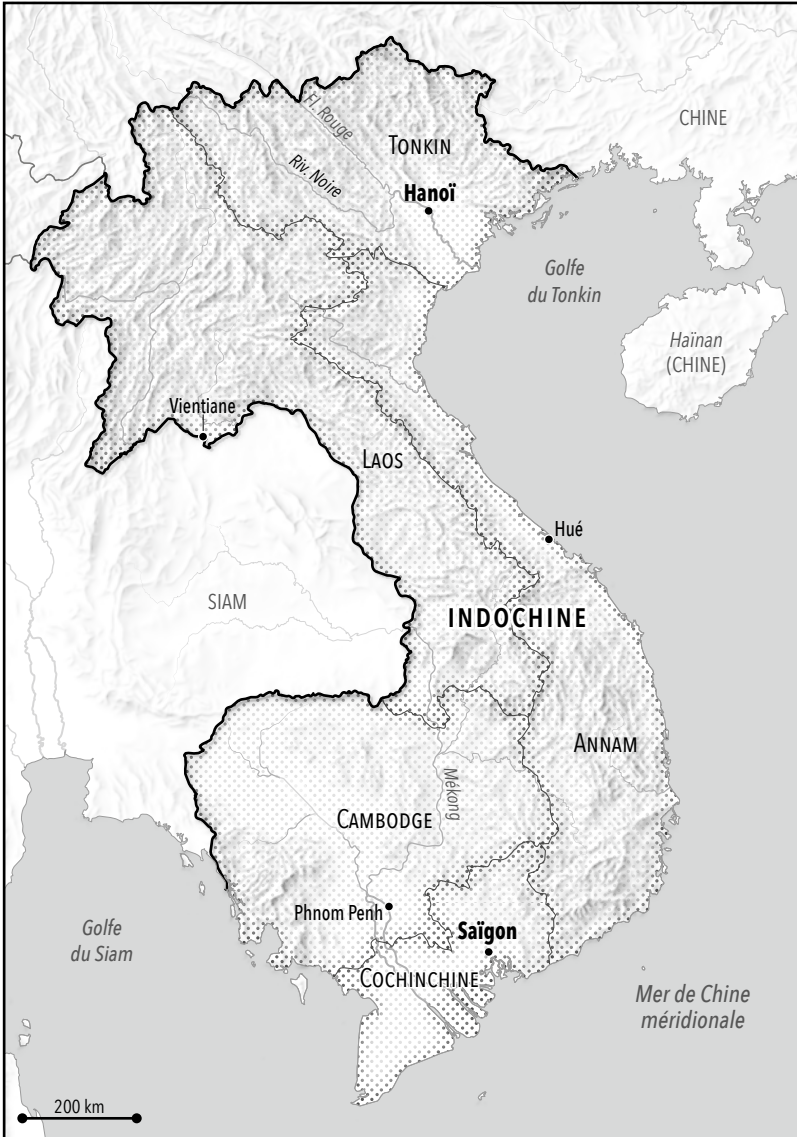 CHINE
Fl. Rouge
TONKIN
Riv. Noire
Hanoï
Golfe
du Tonkin
Haïnan
(CHINE)
Vientiane
LAOS
Hué
SIAM
INDOCHINE
ANNAM
Mékong
CAMBODGE
Phnom Penh
Saïgon
Golfe
du Siam
COCHINCHINE
Mer de Chine
méridionale
200 km